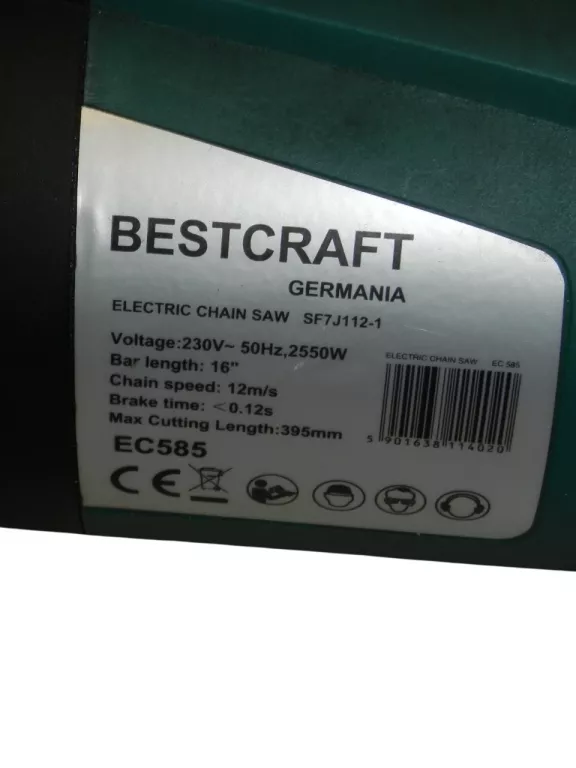 BESTCRAFT
GERMANIA
ELECTRIC CHAIN SAW SF7J112-1
Voltage:230V~ 50Hz,2550W
Bar length: 16"
Chain speed: 12m/s
Brake time: <0.12s
Max Cutting Length:395mm
EC585
ELECTRIC CHAIN SAW EC 585
5 901638 114020
CE